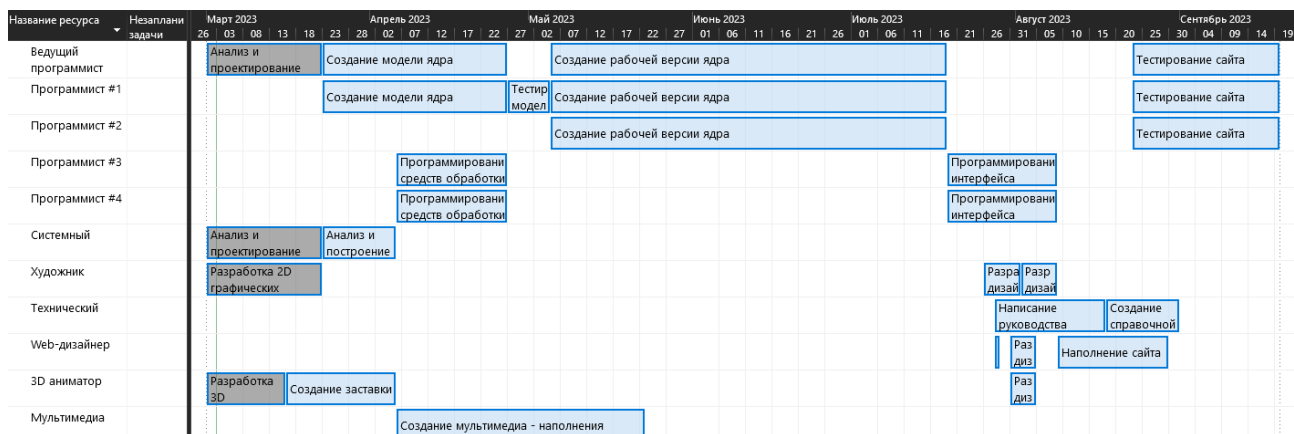 Название ресурса Незаплани Март 2023 Апрель 2023 Май 2023 Июнь 2023 Июль 2023 Август 2023 Сентябрь 2023
задачи 26 03 08 13 18 23 28 02 07 12 17 22 27 02 07 12 17 22 27 01 06 11 16 21 26 01 06 11 16 21 26 31 05 10 15 20 25 30 04 09 14 19
Ведущий Анализ и Создание модели ядра Создание рабочей версии ядра Тестирование сайта
программист проектирование
Программист #1 Создание модели ядра Тестир Создание рабочей версии ядра Тестирование сайта
модел
Программист #2 Создание рабочей версии ядра Тестирование сайта
Программист #3 Программировани Программировани
средств обработки интерфейса
Программист #4 Программировани Программировани
средств обработки интерфейса
Системный Анализ и Анализ и
проектирование построение
Художник Разработка 2D Разра Разр
графических дизай дизай
Технический Написание Создание
руководства справочной
Web-дизайнер Раз Наполнение сайта
диз
3D аниматор Разработка Создание заставки Раз
3D диз
Мультимедиа Создание мультимедиа - наполнения